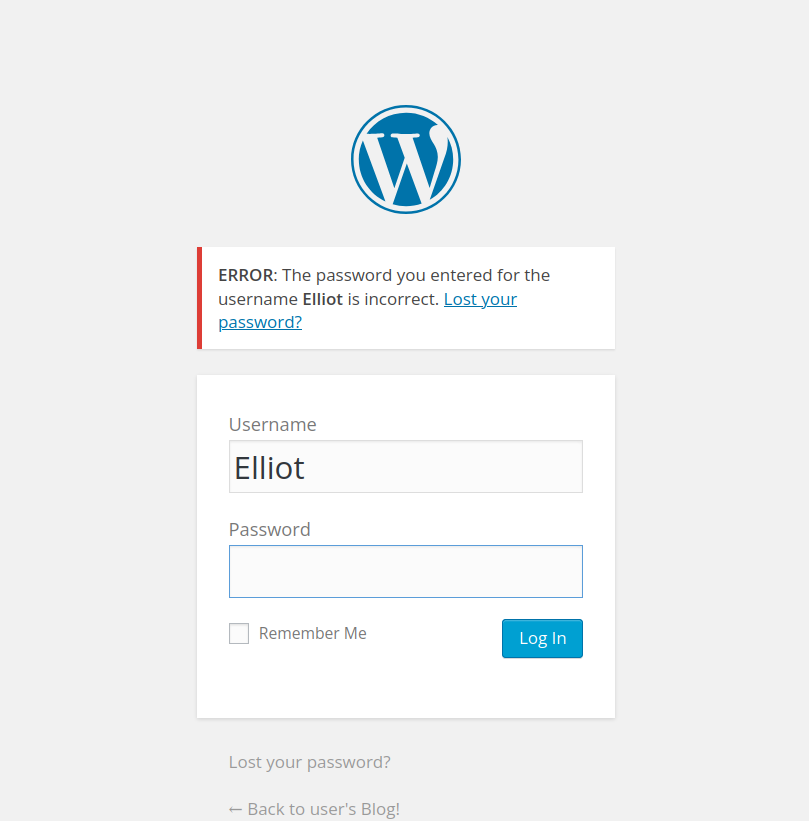 ERROR: The password you entered for the
username Elliot is incorrect. Lost your
password?
Username
Elliot
Password
Remember Me
Log In
Lost your password?
← Back to user's Blog!